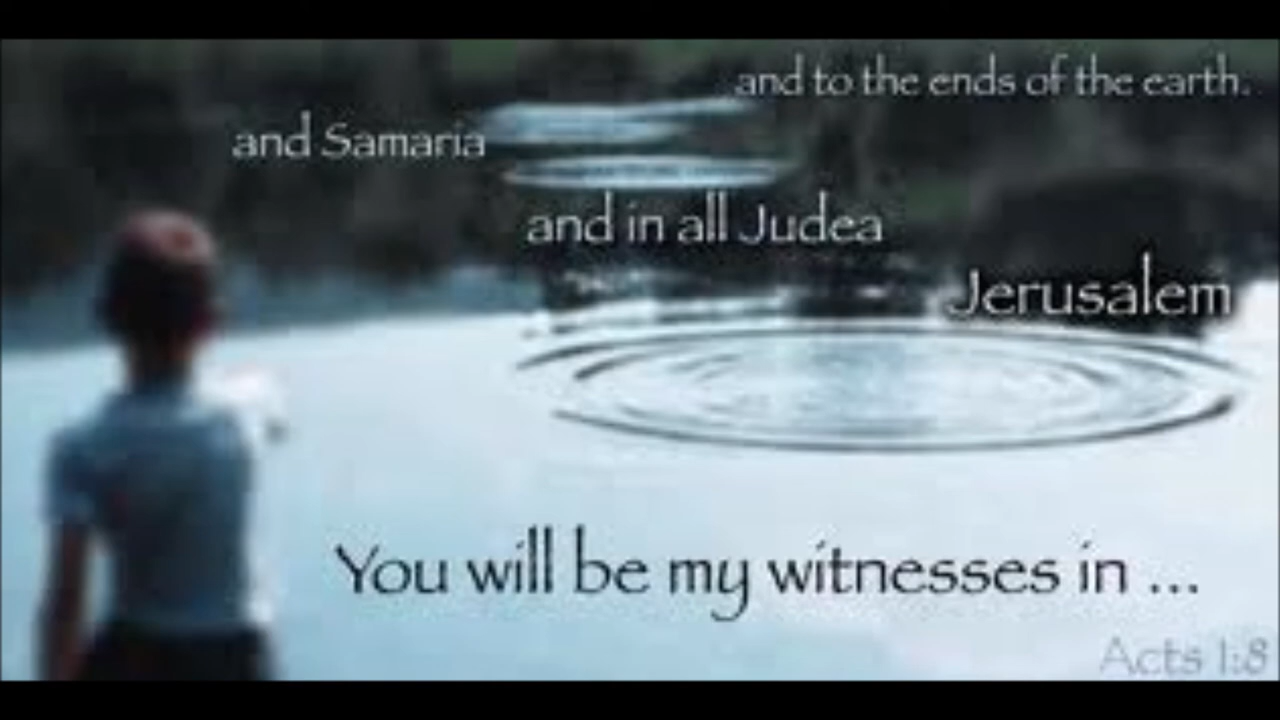 and to the ends of the earth.
and Samaria
and in all Judea
Jerusalem
You will be my witnesses in ...
Acts 1:8